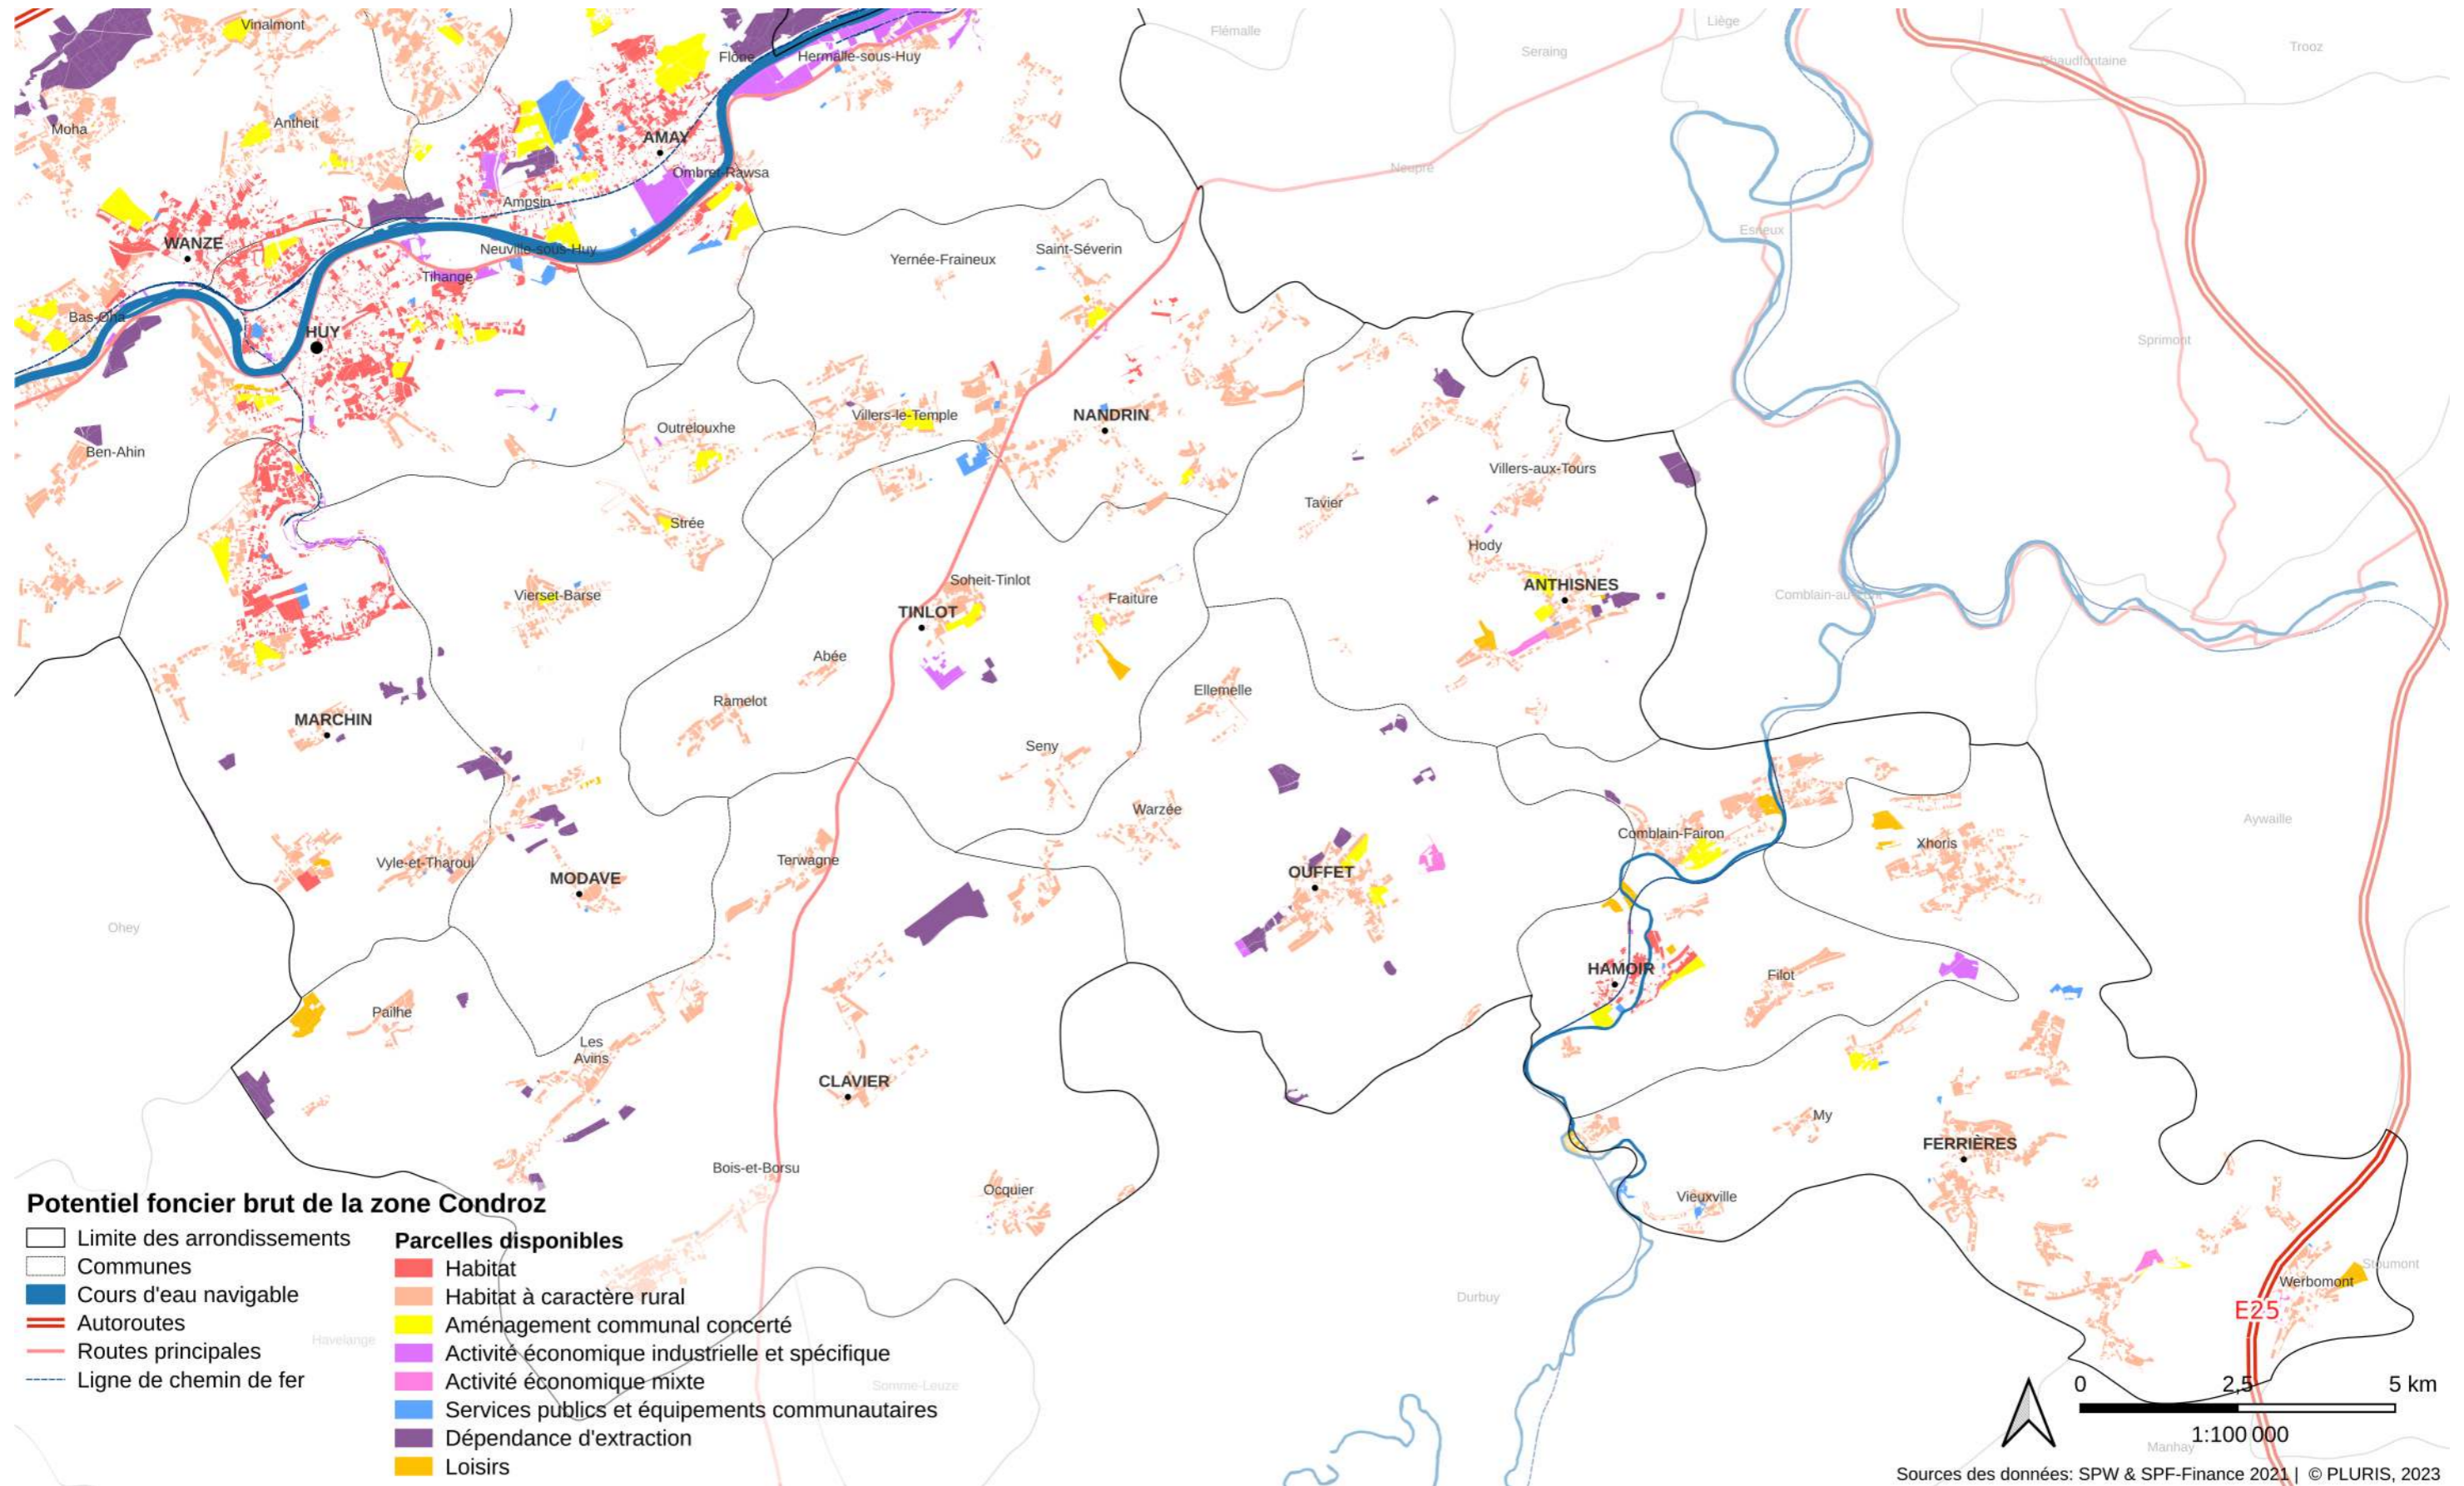 Vinalmont
Flône
Hermalle-sous-Huy
Flémalle
Seraing
Liège
Chaudfontaine
Trooz
Moha
Antheit
AMAY
Ombret-Rawsa
Neupré
Ampsin
WANZE
Neuville-sous-Huy
Tihange
Yernée-Fraineux
Saint-Séverin
Esneux
Bas-Oha
HUY
Sprimont
Ben-Ahin
Outrelouxhe
Villers-le-Temple
NANDRIN
Villers-aux-Tours
Tavier
Strée
Hody
Vierset-Barse
Soheit-Tinlot
TINLOT
Fraiture
ANTHISNES
Comblain-au-Pont
Abée
Ramelot
Ellemelle
MARCHIN
Seny
Warzée
Comblain-Fairon
Xhoris
Aywaille
Vyle-et-Tharoul
MODAVE
Terwagne
OUFFET
Ohey
HAMOIR
Filot
Pailhe
Les
Avins
CLAVIER
My
FERRIÈRES
Bois-et-Borsu
Ocquier
Vieuxville
Stoumont
Werbomont
E25
Durbuy
Havelange
Somme-Leuze
Manhay
Potentiel foncier brut de la zone Condroz
Limite des arrondissements
Communes
Cours d'eau navigable
Autoroutes
Routes principales
Ligne de chemin de fer
Parcelles disponibles
Habitat
Habitat à caractère rural
Aménagement communal concerté
Activité économique industrielle et spécifique
Activité économique mixte
Services publics et équipements communautaires
Dépendance d'extraction
Loisirs
0 2,5 5 km
1:100 000
Sources des données: SPW & SPF-Finance 2021 | © PLURIS, 2023